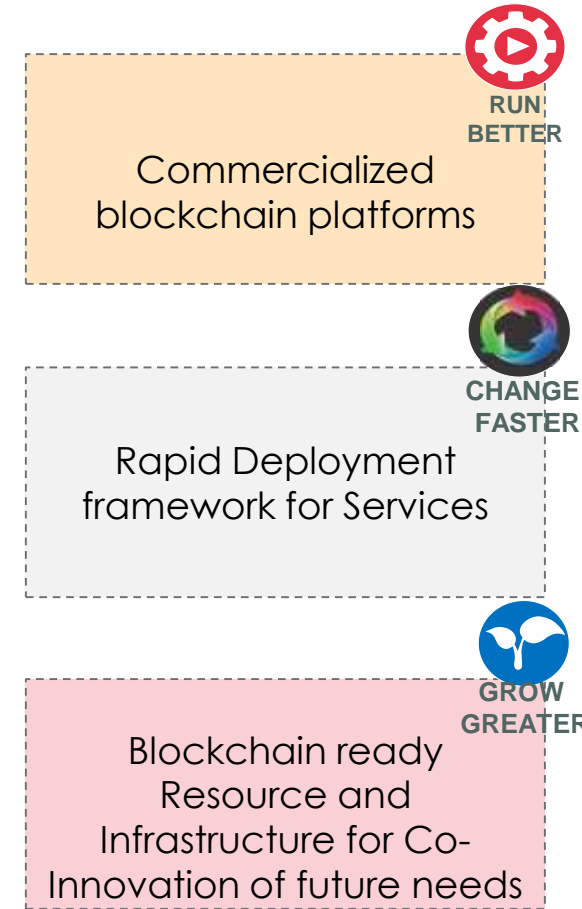 RUN
BETTER
Commercialized
blockchain platforms
CHANGE
FASTER
Rapid Deployment
framework for Services
GROW
GREATER
Blockchain ready
Resource and
Infrastructure for Co-
Innovation of future needs